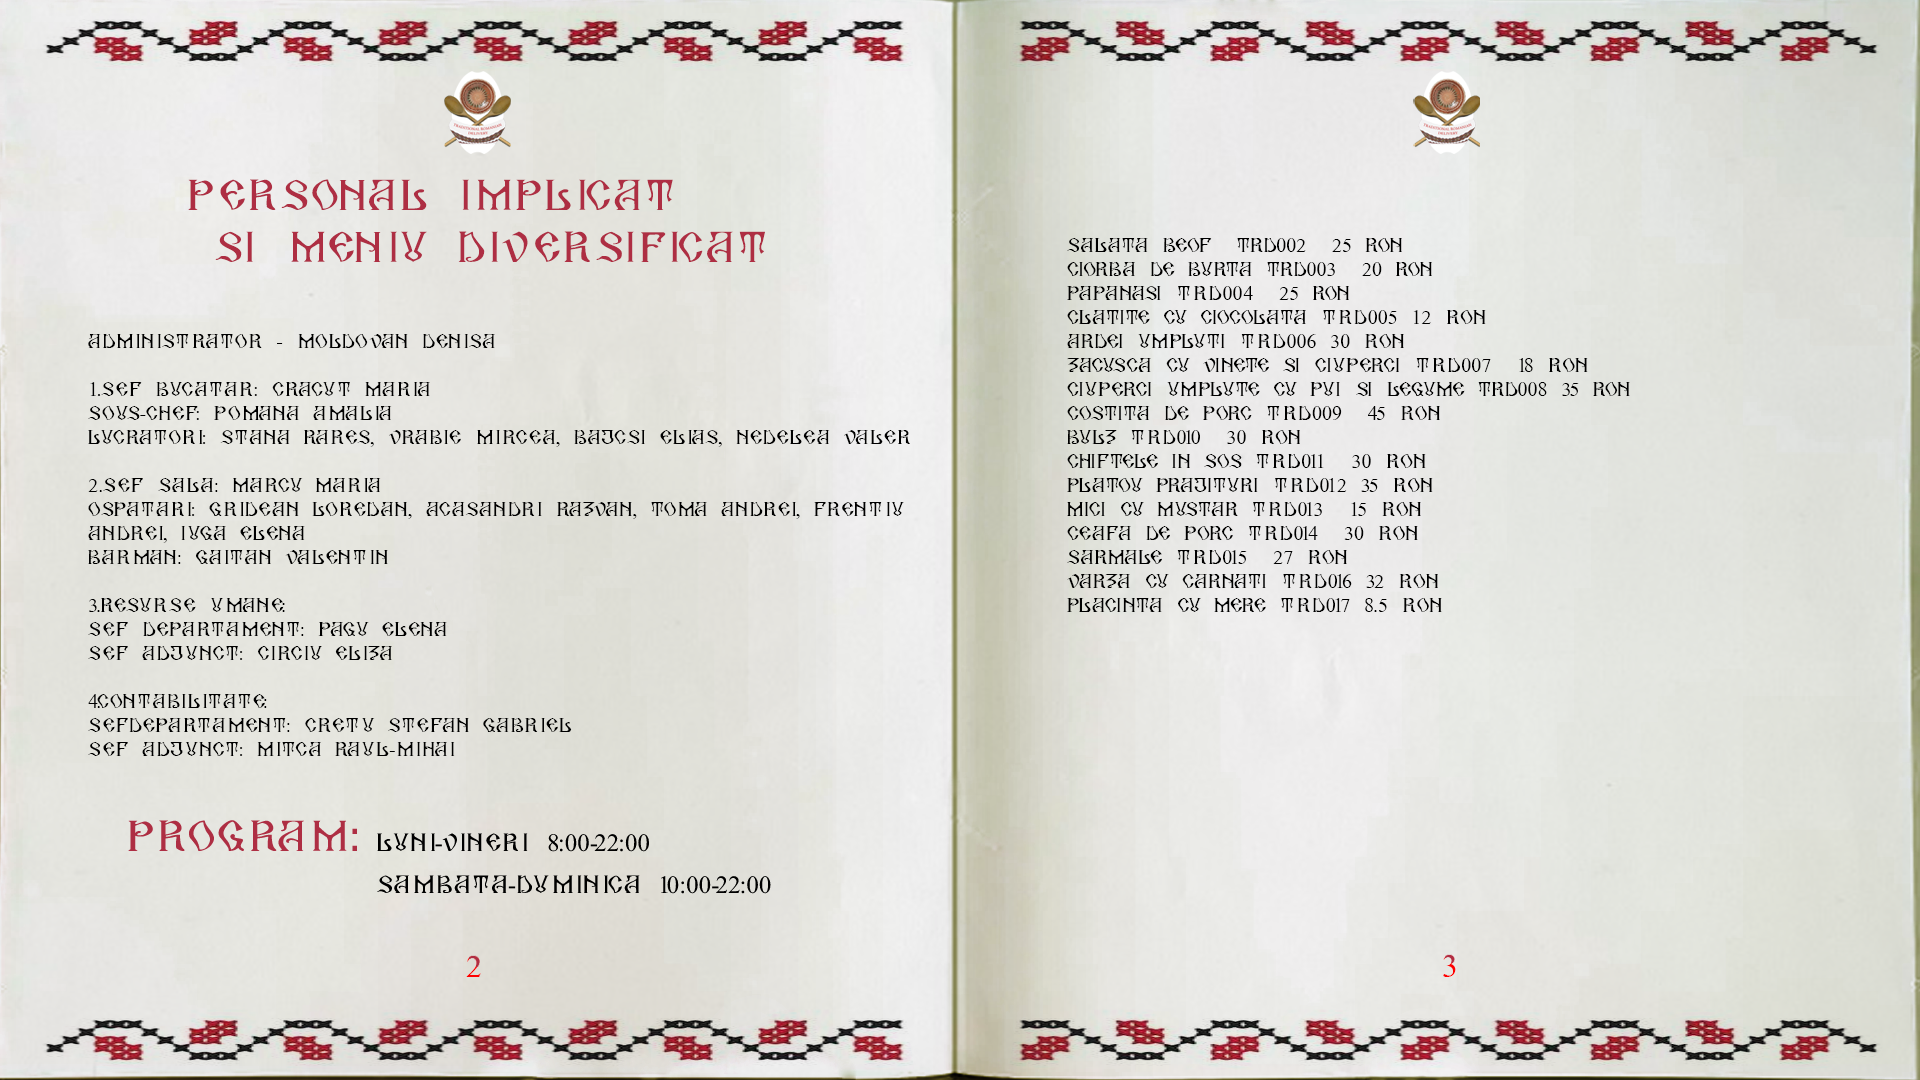 TRADITIONAL ROMANIAN
DELIVERY
PERSONAL IMPLICAT
SI MENIU DIVERSIFICAT
ADMINISTRATOR - MOLDOVAN DENISA
1.SEF BUCATAR: CRACUT MARIA
SOUS-CHEF: POMANA AMALIA
LUCRATORI: STANA RARES, VRABIE MIRCEA, BAJCSI ELIAS, NEDELEA VALER
2.SEF SALA: MARCU MARIA
OSPATARI: GRIDEAN LOREDAN, ACASANDRI RAZVAN, TOMA ANDREI, FRENTIU
ANDREI, IUGA ELENA
BARMAN: GAITAN VALENTIN
3.RESURSE UMANE:
SEF DEPARTAMENT: PAGU ELENA
SEF ADJUNCT: CIRCIU ELIZA
4.CONTABILITATE:
SEFDEPARTAMENT: CRETU STEFAN GABRIEL
SEF ADJUNCT: MITCA RAUL-MIHAI
PROGRAM: LUNI-VINERI 8:00-22:00
SAMBATA-DUMINICA 10:00-22:00
2
TRADITIONAL ROMANIAN
DELIVERY
SALATA BEOF TRD002 25 RON
CIORBA DE BURTA TRD003 20 RON
PAPANASI TRD004 25 RON
CLATITE CU CIOCOLATA TRD005 12 RON
ARDEI UMPLUTI TRD006 30 RON
ZACUSCA CU VINETE SI CIUPERCI TRD007 18 RON
CIUPERCI UMPLUTE CU PUI SI LEGUME TRD008 35 RON
COSTITA DE PORC TRD009 45 RON
BULZ TRD010 30 RON
CHIFTELE IN SOS TRD011 30 RON
PLATOU PRAJITURI TRD012 35 RON
MICI CU MUSTAR TRD013 15 RON
CEAFA DE PORC TRD014 30 RON
SARMALE TRD015 27 RON
VARZA CU CARNATI TRD016 32 RON
PLACINTA CU MERE TRD017 8.5 RON
3